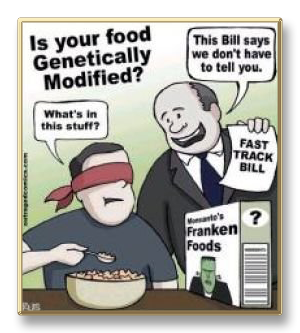 Is your food
Genetically
Modified?
This Bill says
we don't have
to tell you.
What's in
this stuff?
FAST
TRACK
BILL
Monsanto's
Franken
Foods
?